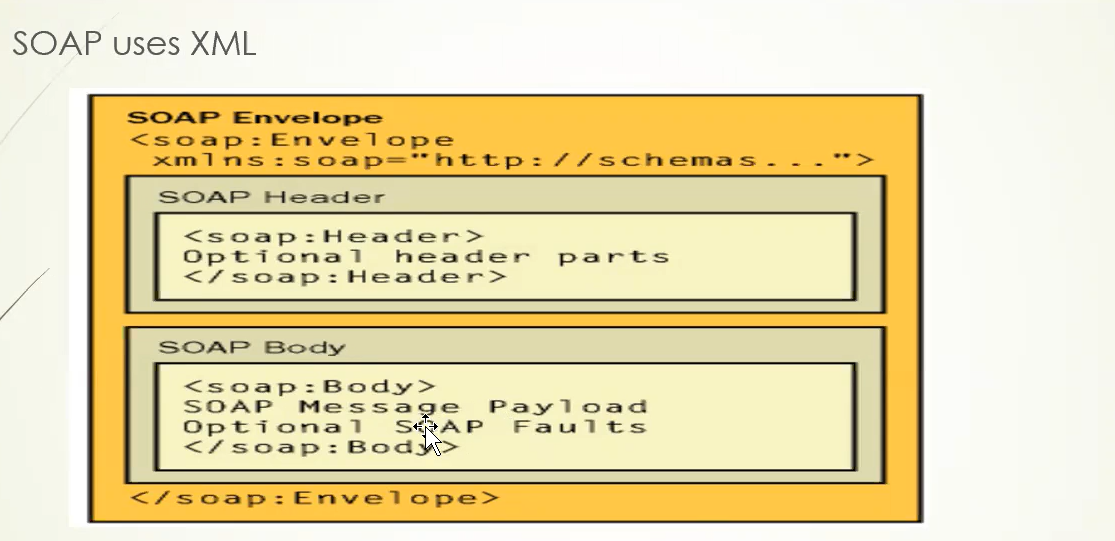 SOAP uses XML
SOAP Envelope
<soap:Envelope
xmlns:soap="http://schemas...">
SOAP Header
<soap:Header>
Optional header parts
</soap:Header>
SOAP Body
<soap:Body>
SOAP Message Payload
Optional SOAP Faults
</soap:Body>
</soap:Envelope>